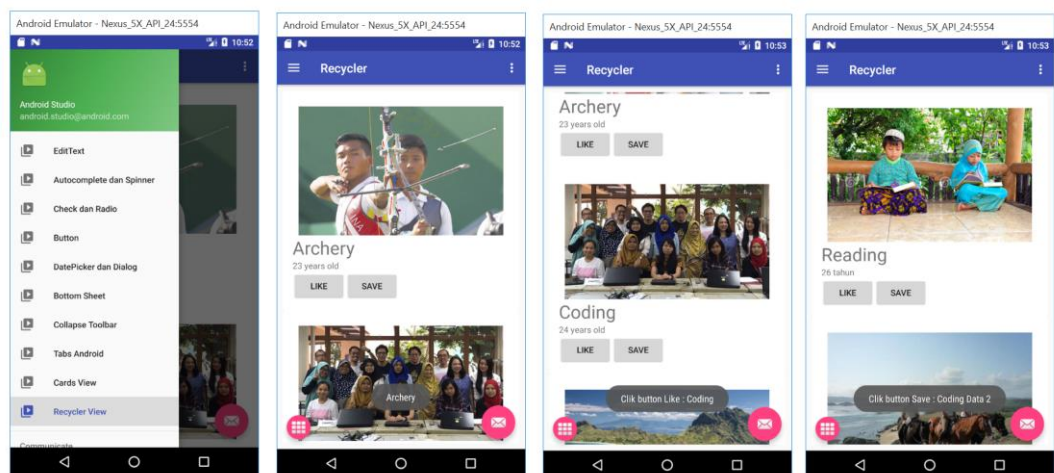 Android Emulator - Nexus_5X_API_24:5554
10:52
Android Studio
android.studio@android.com
EditText
Autocomplete dan Spinner
Check dan Radio
Button
DatePicker dan Dialog
Bottom Sheet
Collapse Toolbar
Tabs Android
Cards View
Recycler View
Communicate
Android Emulator - Nexus_5X_API_24:5554
10:52
Recycler
Archery
23 years old
LIKE SAVE
Archery
Android Emulator - Nexus_5X_API_24:5554
10:53
Recycler
Archery
23 years old
LIKE SAVE
Coding
24 years old
LIKE SAVE
Clik button Like : Coding
Android Emulator - Nexus_5X_API_24:5554
10:53
Recycler
Reading
26 tahun
LIKE SAVE
Clik button Save : Coding Data 2